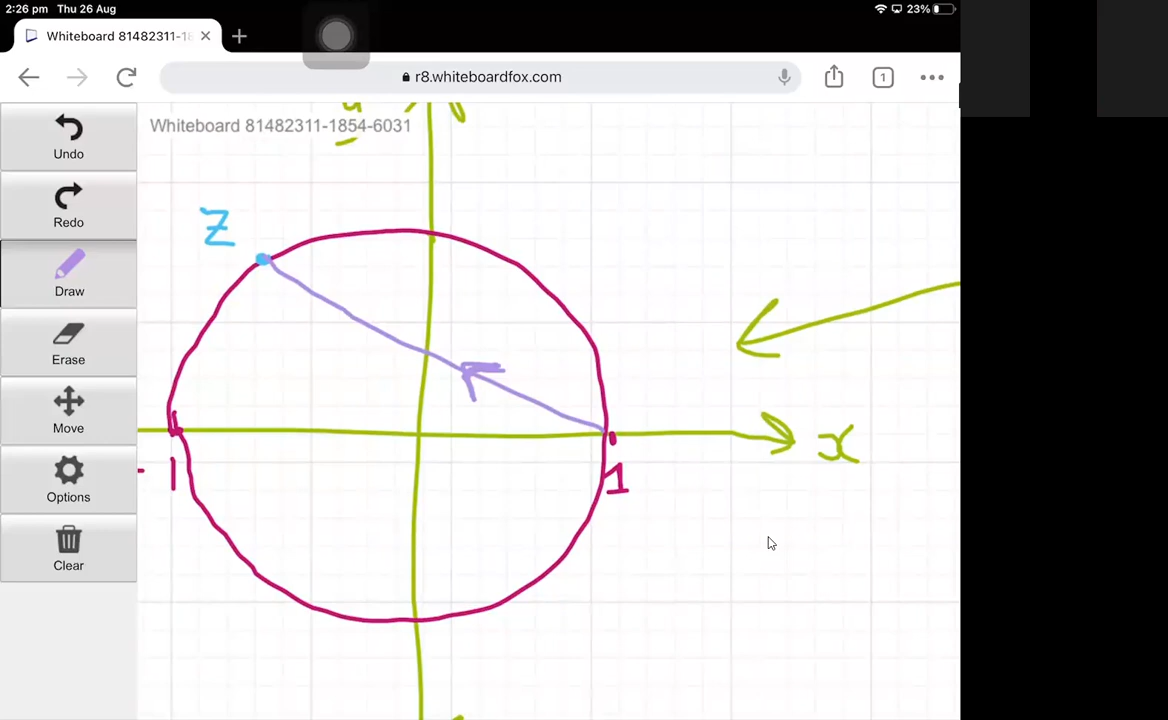 2:26 pm Thu 26 Aug
23%
Whiteboard 81482311-18
r8.whiteboardfox.com
1
Whiteboard 81482311-1854-6031
Undo
Redo
Draw
Erase
Move
Options
Clear
y
Z
x
-1
1